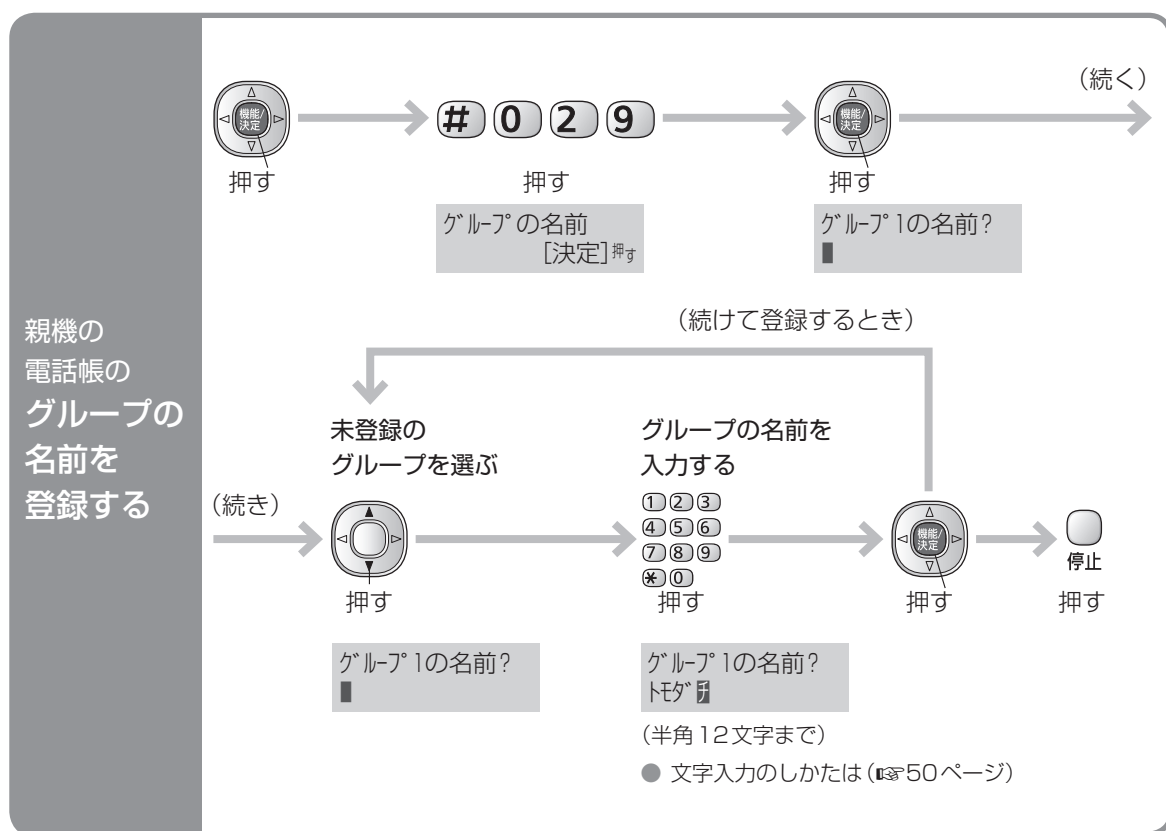 親機の
電話帳の
グループの
名前を
登録する
(続く)
機能/
決定
#029
機能/
決定
押す
押す
押す
グループの名前
[決定]押す
グループ1の名前?
(続けて登録するとき)
未登録の
グループを選ぶ
グループの名前を
入力する
(続き)
1 2 3
4 5 6
7 8 9
* 0
機能/
決定
停止
押す
押す
押す
押す
グループ1の名前?
グループ1の名前?
トモダチ
(半角12文字まで)
● 文字入力のしかたは(☞50ページ)